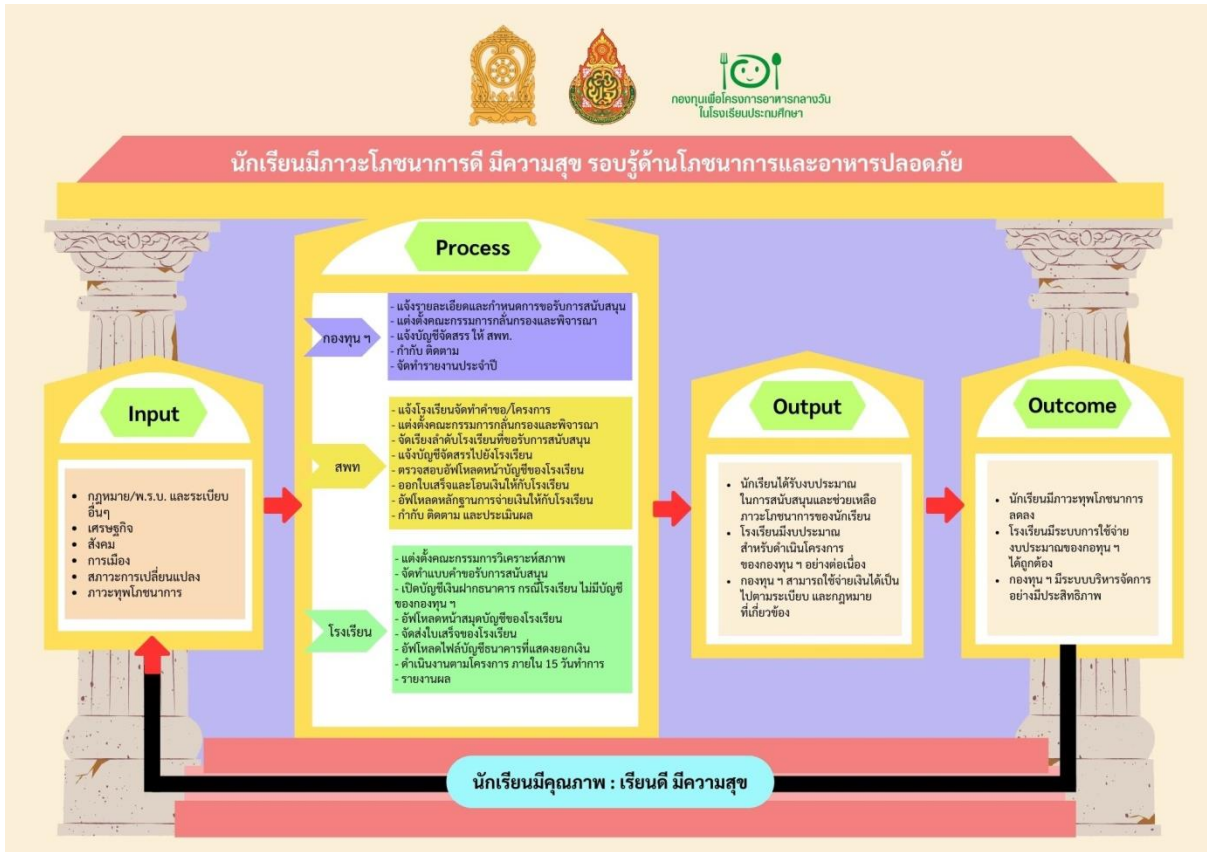 กองทุนเพื่อโครงการอาหารกลางวัน
ในโรงเรียนประถมศึกษา
นักเรียนมีภาวะโภชนาการดี มีความสุข รอบรู้ด้านโภชนาการและอาหารปลอดภัย
Input
• กฎหมาย/พ.ร.บ. และระเบียบ
อื่นๆ
• เศรษฐกิจ
• สังคม
• การเมือง
• สภาวะการเปลี่ยนแปลง
• ภาวะทุพโภชนาการ
Process
กองทุน ฯ
- แจ้งรายละเอียดและกำหนดการขอรับการสนับสนุน
- แต่งตั้งคณะกรรมการกลั่นกรองและพิจารณา
- แจ้งบัญชีจัดสรร ให้ สพท.
- กำกับ ติดตาม
- จัดทำรายงานประจำปี
สพท
- แจ้งโรงเรียนจัดทำคำขอ/โครงการ
- แต่งตั้งคณะกรรมการกลั่นกรองและพิจารณา
- จัดเรียงลำดับโรงเรียนที่ขอรับการสนับสนุน
- แจ้งบัญชีจัดสรรไปยังโรงเรียน
- ตรวจสอบอัฟโหลดหน้าบัญชีของโรงเรียน
- ออกใบเสร็จและโอนเงินให้กับโรงเรียน
- อัฟโหลดหลักฐานการจ่ายเงินให้กับโรงเรียน
- กำกับ ติดตาม และประเมินผล
โรงเรียน
- แต่งตั้งคณะกรรมการวิเคราะห์สภาพ
- จัดทำแบบคำขอรับการสนับสนุน
- เปิดบัญชีเงินฝากธนาคาร กรณีโรงเรียน ไม่มีบัญชี
ของกองทุน ฯ
- อัฟโหลดหน้าสมุดบัญชีของโรงเรียน
- จัดส่งใบเสร็จของโรงเรียน
- อัฟโหลดไฟล์บัญชีธนาคารที่แสดงยอกเงิน
- ดำเนินงานตามโครงการ ภายใน 15 วันทำการ
- รายงานผล
Output
• นักเรียนได้รับงบประมาณ
ในการสนับสนุนและช่วยเหลือ
ภาวะโภชนาการของนักเรียน
• โรงเรียนมีงบประมาณ
สำหรับดำเนินโครงการ
ของกองทุน ฯ อย่างต่อเนื่อง
• กองทุน ฯ สามารถใช้จ่ายเงินได้เป็น
ไปตามระเบียบ และกฎหมาย
ที่เกี่ยวข้อง
Outcome
• นักเรียนมีภาวะทุพโภชนาการ
ลดลง
• โรงเรียนมีระบบการใช้จ่าย
งบประมาณของกอทุน ฯ
ได้ถูกต้อง
• กองทุน ฯ มีระบบบริหารจัดการ
อย่างมีประสิทธิภาพ
นักเรียนมีคุณภาพ : เรียนดี มีความสุข